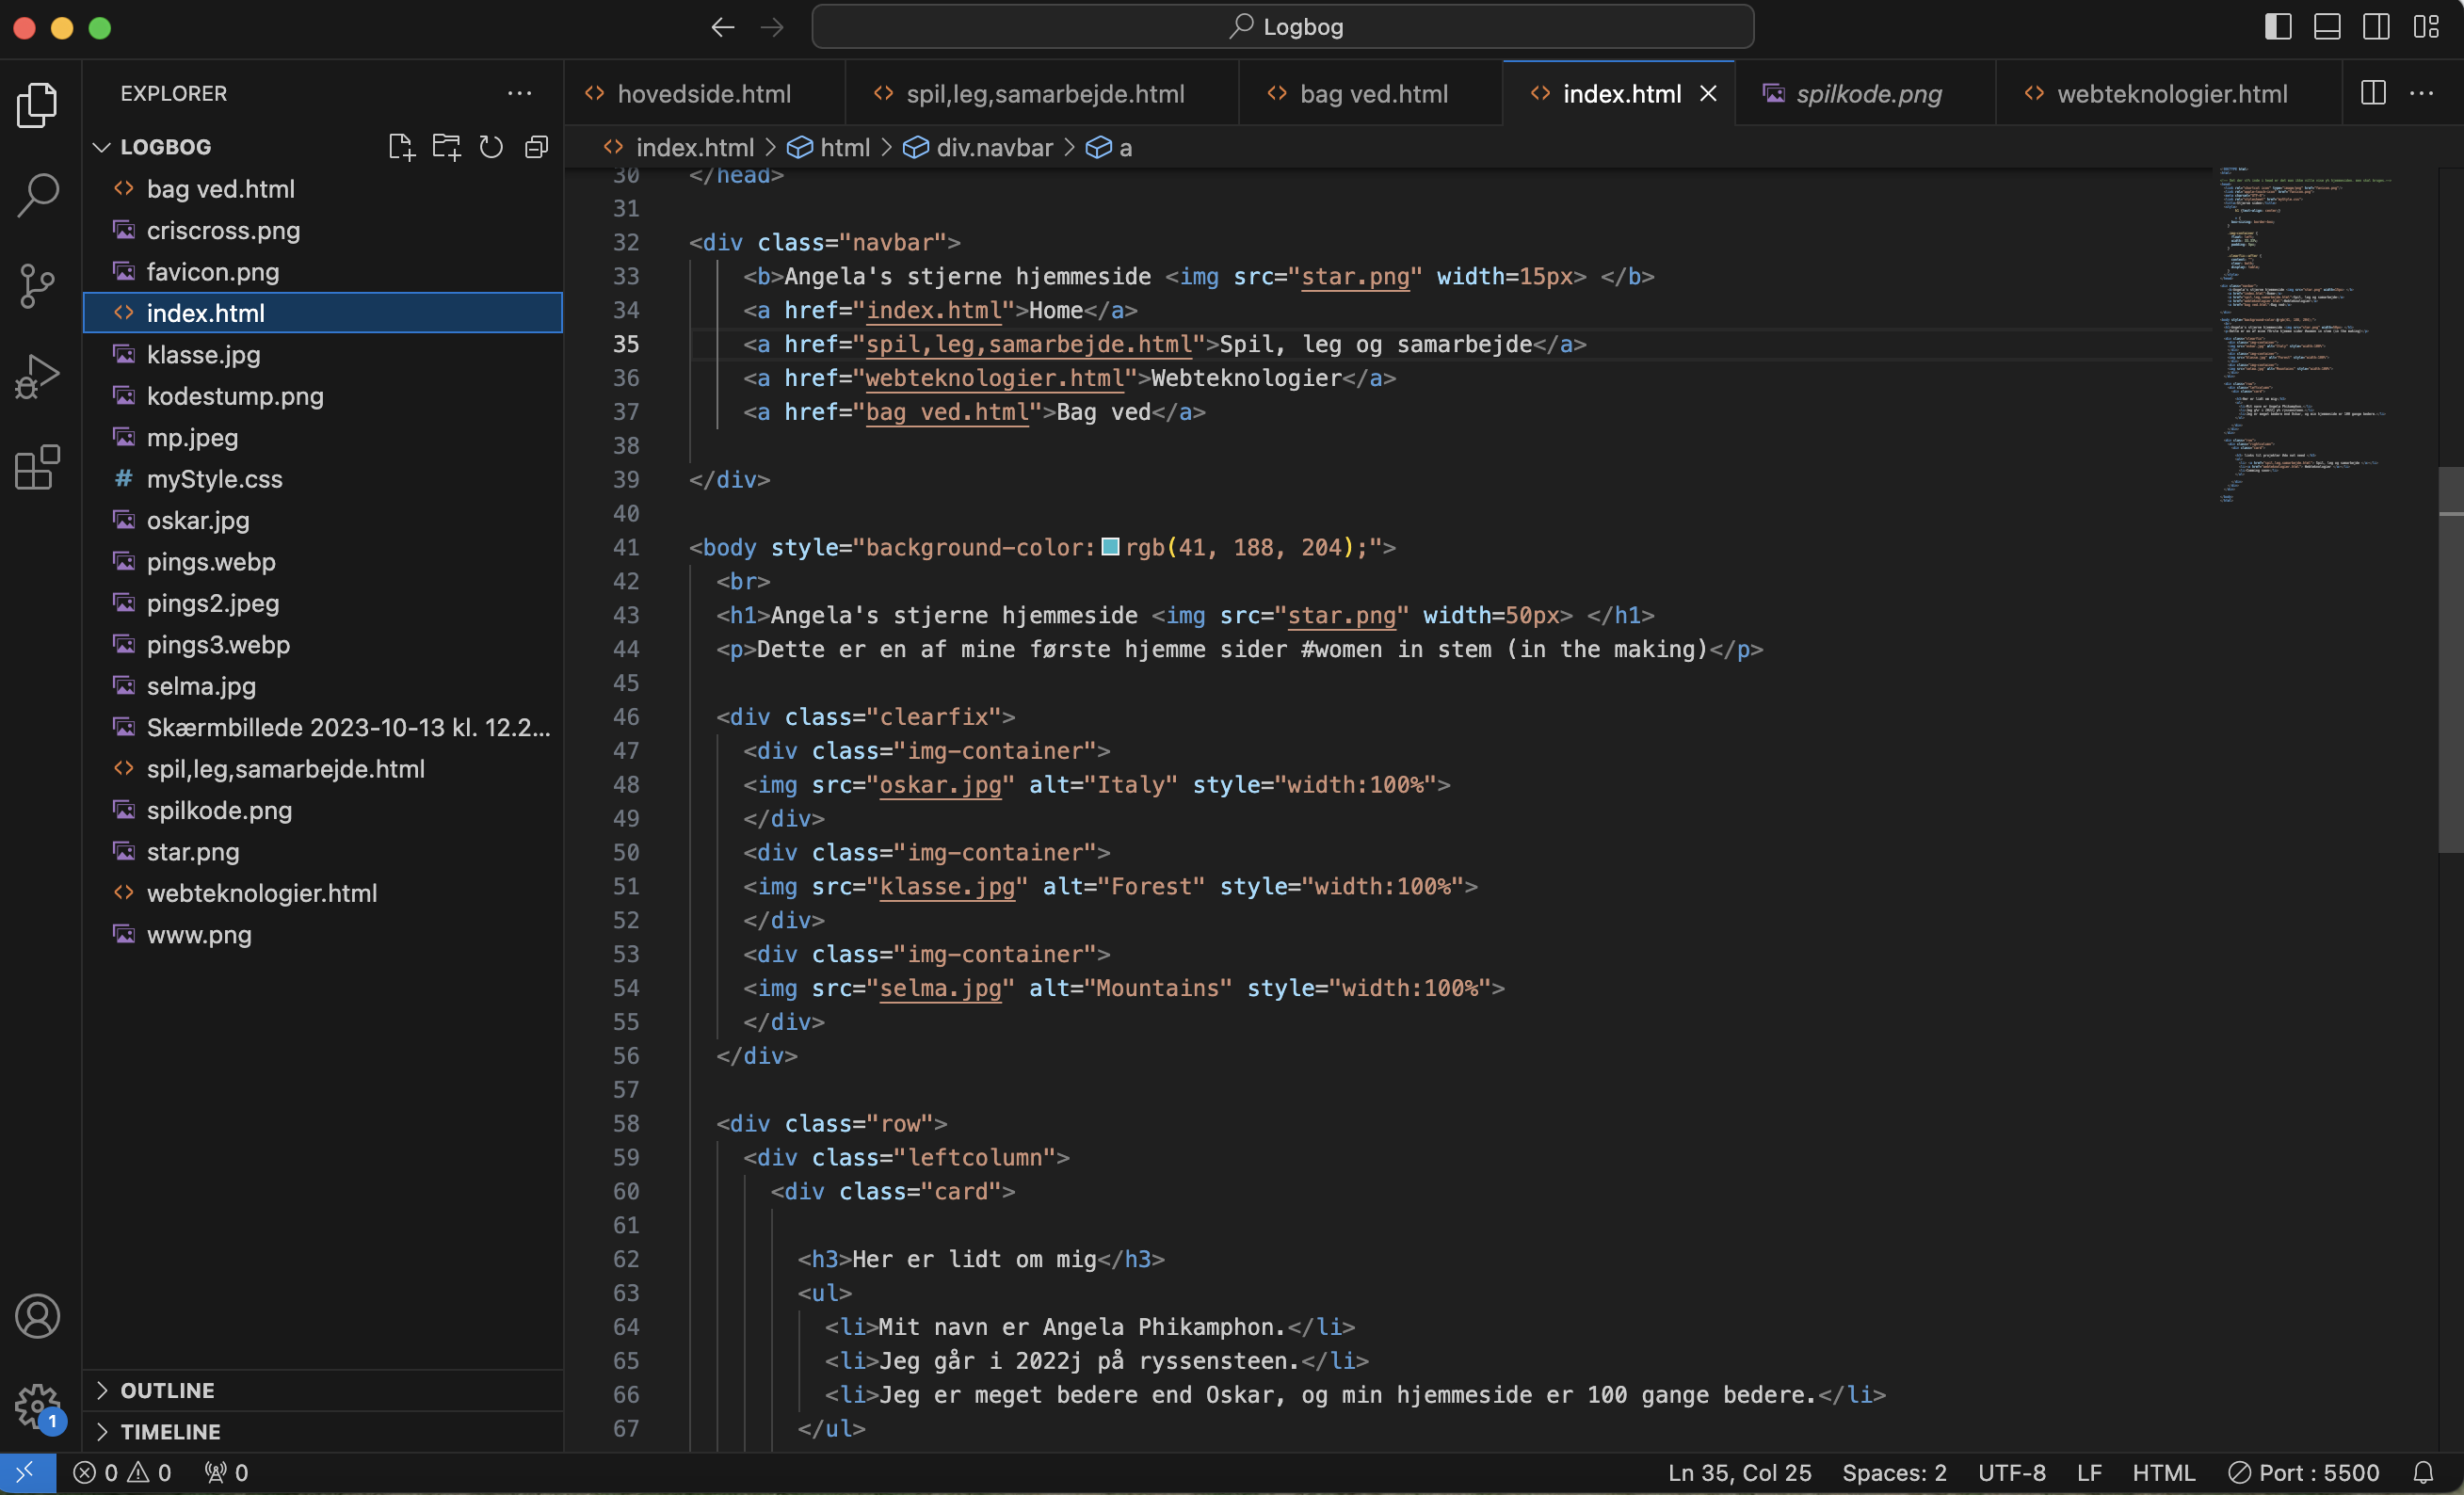 Logbog
EXPLORER
LOGBOG
bag ved.html
criscross.png
favicon.png
index.html
klasse.jpg
kodestump.png
mp.jpeg
myStyle.css
oskar.jpg
pings.webp
pings2.jpeg
pings3.webp
selma.jpg
Skærmbillede 2023-10-13 kl. 12.2...
spil,leg,samarbejde.html
spilkode.png
star.png
webteknologier.html
www.png
OUTLINE
TIMELINE
hovedside.html spil,leg,samarbejde.html bag ved.html index.html spilkode.png webteknologier.html
index.html > html > div.navbar > a
30 </head>
31
32 <div class="navbar">
33 <b>Angela's stjerne hjemmeside <img src="star.png" width=15px> </b>
34 <a href="index.html">Home</a>
35 <a href="spil,leg,samarbejde.html">Spil, leg og samarbejde</a>
36 <a href="webteknologier.html">Webteknologier</a>
37 <a href="bag ved.html">Bag ved</a>
38
39 </div>
40
41 <body style="background-color: rgb(41, 188, 204);">
42 <br>
43 <h1>Angela's stjerne hjemmeside <img src="star.png" width=50px> </h1>
44 <p>Dette er en af mine første hjemme sider #women in stem (in the making)</p>
45
46 <div class="clearfix">
47 <div class="img-container">
48 <img src="oskar.jpg" alt="Italy" style="width:100%">
49 </div>
50 <div class="img-container">
51 <img src="klasse.jpg" alt="Forest" style="width:100%">
52 </div>
53 <div class="img-container">
54 <img src="selma.jpg" alt="Mountains" style="width:100%">
55 </div>
56 </div>
57
58 <div class="row">
59 <div class="leftcolumn">
60 <div class="card">
61
62 <h3>Her er lidt om mig</h3>
63 <ul>
64 <li>Mit navn er Angela Phikamphon.</li>
65 <li>Jeg går i 2022j på ryssensteen.</li>
66 <li>Jeg er meget bedere end Oskar, og min hjemmeside er 100 gange bedere.</li>
67 </ul>
1
0 0 0 Ln 35, Col 25 Spaces: 2 UTF-8 LF HTML Port : 5500